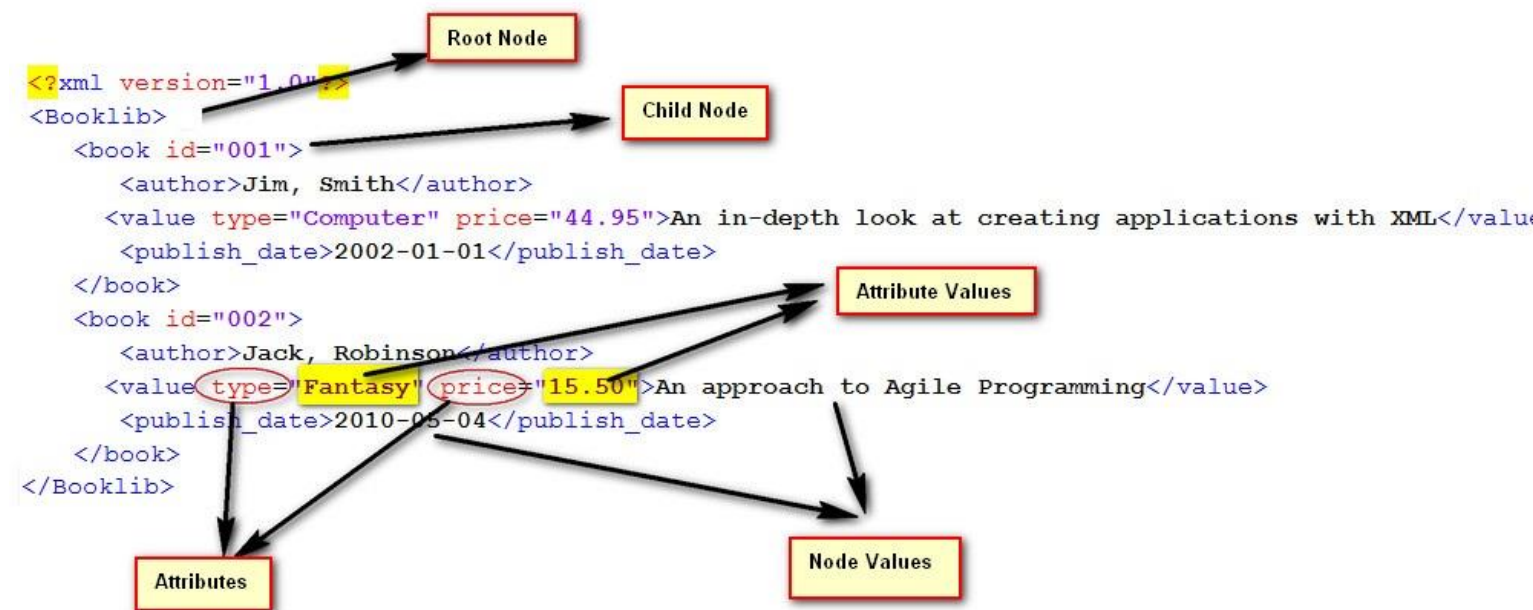 Root Node
<?xml version="1.0"?>
<Booklib>
Child Node
<book id="001">
<author>Jim, Smith</author>
<value type="Computer" price="44.95">An in-depth look at creating applications with XML</value
<publish_date>2002-01-01</publish_date>
</book>
Attribute Values
<book id="002">
<author>Jack, Robinson</author>
<value type="Fantasy" price="15.50">An approach to Agile Programming</value>
<publish_date>2010-05-04</publish_date>
</book>
</Booklib>
Node Values
Attributes